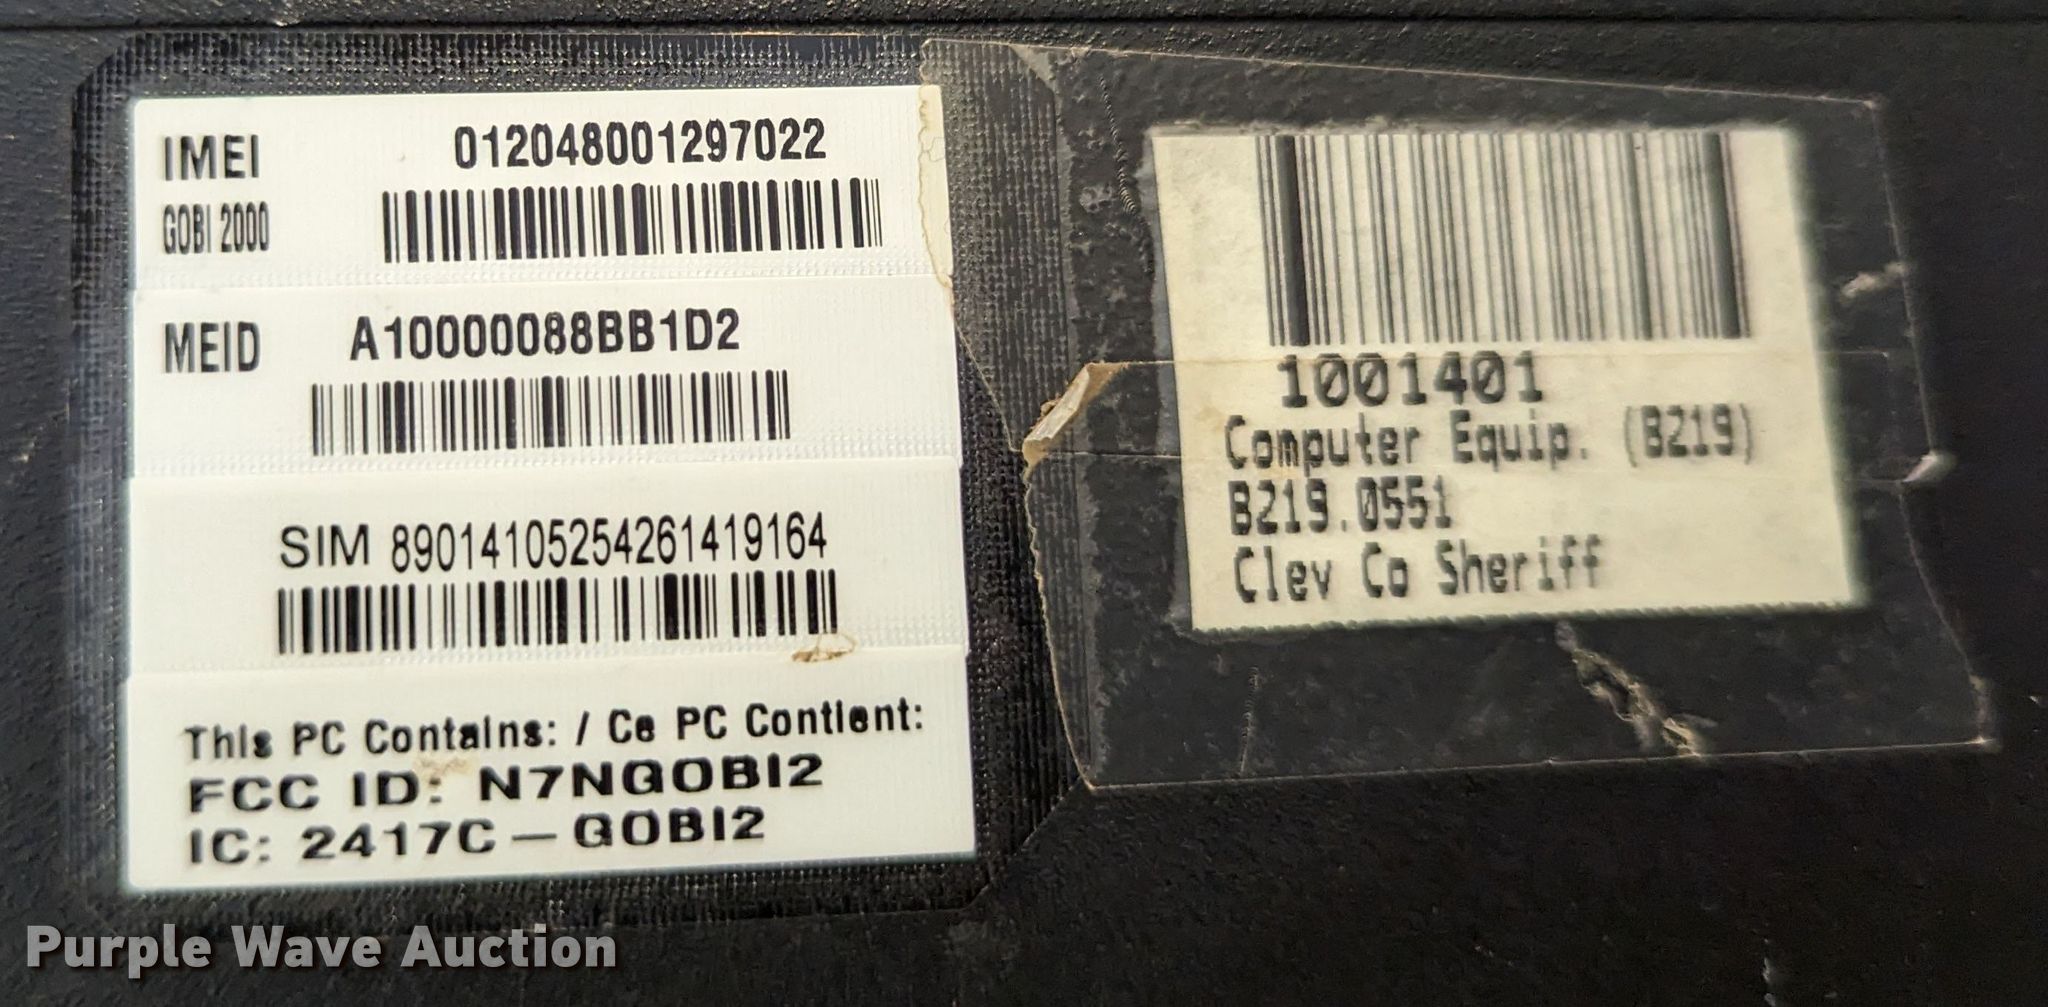 IMEI 012048001297022
GOBI 2000
MEID A10000088BB1D2
SIM 89014105254261419164
This PC Contains: / Ce PC Contient:
FCC ID: N7NGOBI2
IC: 2417C-GOBI2
1001401
Computer Equip. (B219)
B219.0551
Clev Co Sheriff
Purple Wave Auction